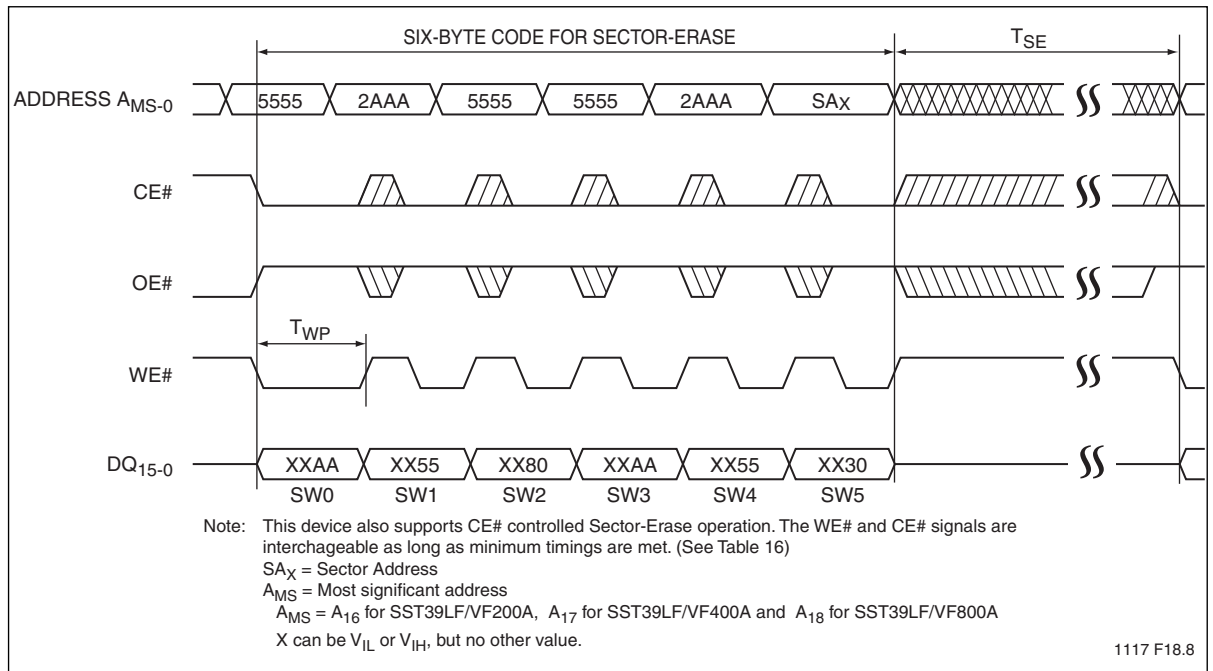 SIX-BYTE CODE FOR SECTOR-ERASE
TSE
ADDRESS AMS-0
5555 2AAA 5555 5555 2AAA SAX
CE#
OE#
TWP
WE#
DQ15-0
XXAA XX55 XX80 XXAA XX55 XX30
SW0 SW1 SW2 SW3 SW4 SW5
Note: This device also supports CE# controlled Sector-Erase operation. The WE# and CE# signals are
interchageable as long as minimum timings are met. (See Table 16)
SAX = Sector Address
AMS = Most significant address
AMS = A16 for SST39LF/VF200A, A17 for SST39LF/VF400A and A18 for SST39LF/VF800A
X can be VIL or VIH, but no other value.
1117 F18.8